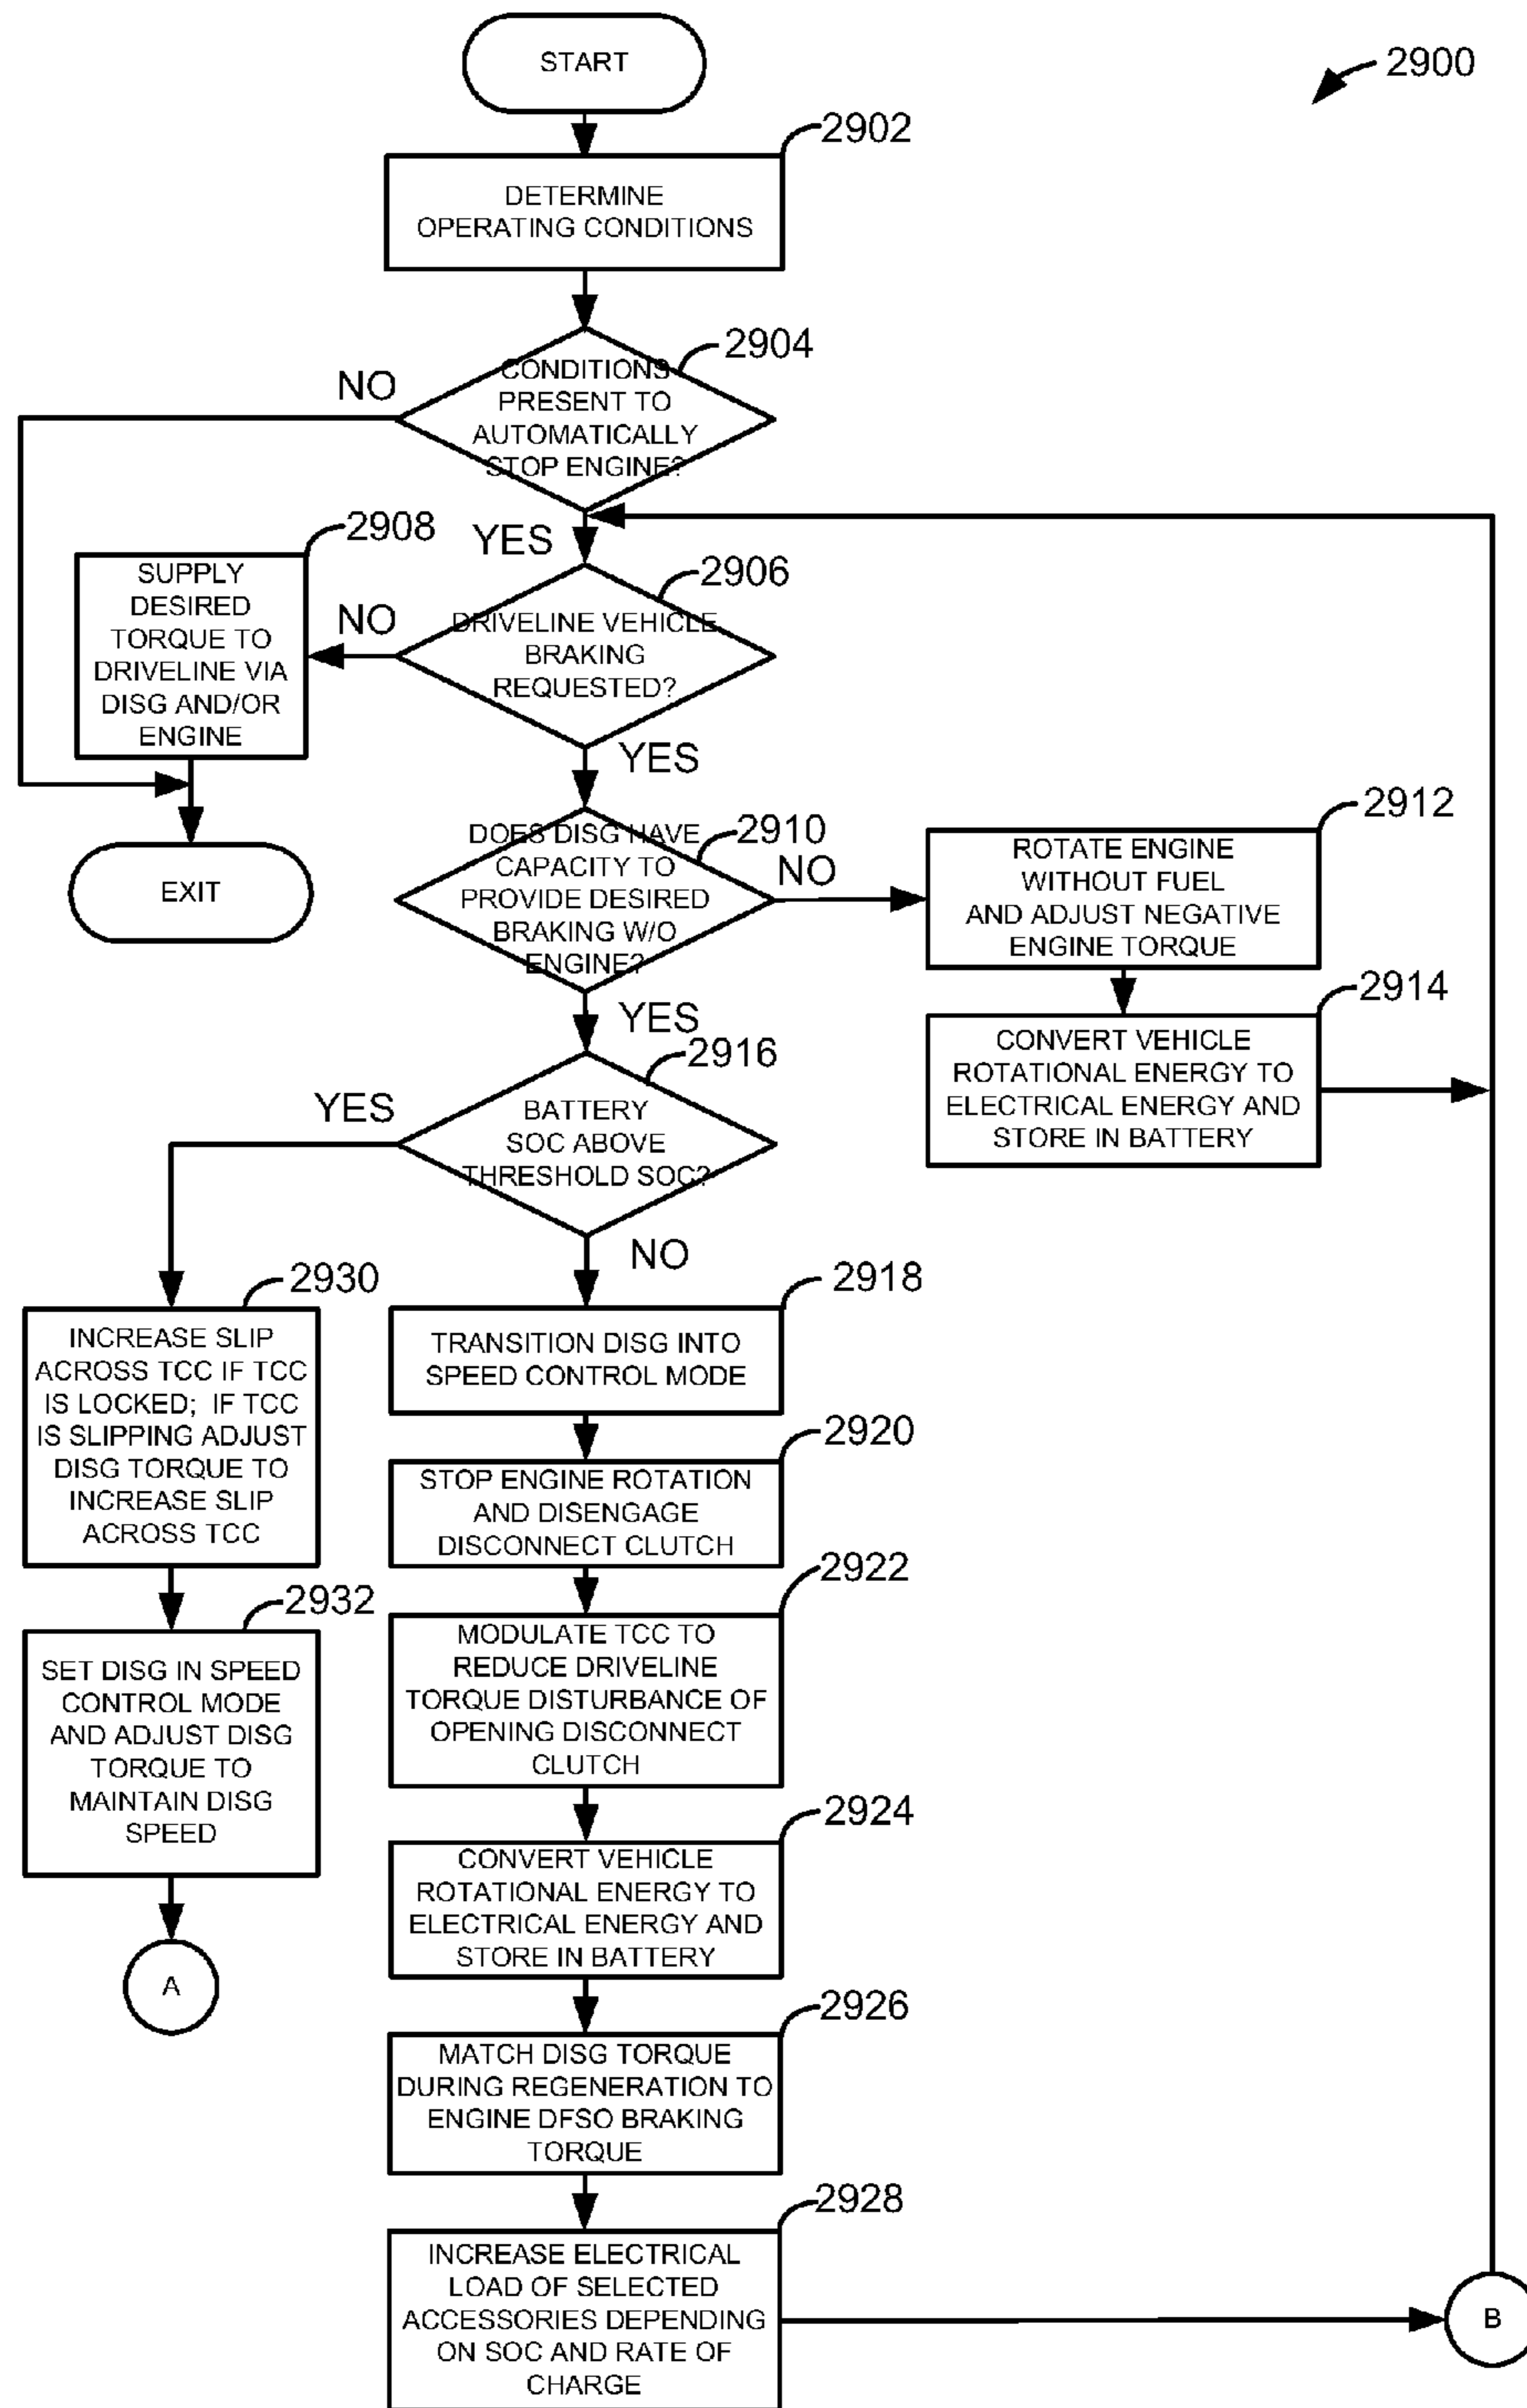 START
2900
2902
DETERMINE
OPERATING CONDITIONS
2904
NO
CONDITIONS
PRESENT TO
AUTOMATICALLY
STOP ENGINE?
YES
2908
SUPPLY
DESIRED
TORQUE TO
DRIVELINE VIA
DISG AND/OR
ENGINE
NO
2906
DRIVELINE VEHICLE
BRAKING
REQUESTED?
YES
EXIT
2910
DOES DISG HAVE
CAPACITY TO
PROVIDE DESIRED
BRAKING W/O
ENGINE?
NO
2912
ROTATE ENGINE
WITHOUT FUEL
AND ADJUST NEGATIVE
ENGINE TORQUE
2914
CONVERT VEHICLE
ROTATIONAL ENERGY TO
ELECTRICAL ENERGY AND
STORE IN BATTERY
YES
2916
YES
BATTERY
SOC ABOVE
THRESHOLD SOC?
NO
2930
INCREASE SLIP
ACROSS TCC IF TCC
IS LOCKED; IF TCC
IS SLIPPING ADJUST
DISG TORQUE TO
INCREASE SLIP
ACROSS TCC
2932
SET DISG IN SPEED
CONTROL MODE
AND ADJUST DISG
TORQUE TO
MAINTAIN DISG
SPEED
A
2918
TRANSITION DISG INTO
SPEED CONTROL MODE
2920
STOP ENGINE ROTATION
AND DISENGAGE
DISCONNECT CLUTCH
2922
MODULATE TCC TO
REDUCE DRIVELINE
TORQUE DISTURBANCE OF
OPENING DISCONNECT
CLUTCH
2924
CONVERT VEHICLE
ROTATIONAL ENERGY TO
ELECTRICAL ENERGY AND
STORE IN BATTERY
2926
MATCH DISG TORQUE
DURING REGENERATION TO
ENGINE DFSO BRAKING
TORQUE
2928
INCREASE ELECTRICAL
LOAD OF SELECTED
ACCESSORIES DEPENDING
ON SOC AND RATE OF
CHARGE
B